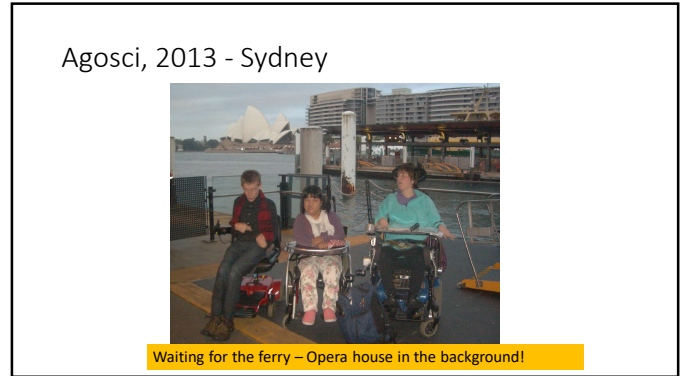 Agosci, 2013 - Sydney
Waiting for the ferry – Opera house in the background!